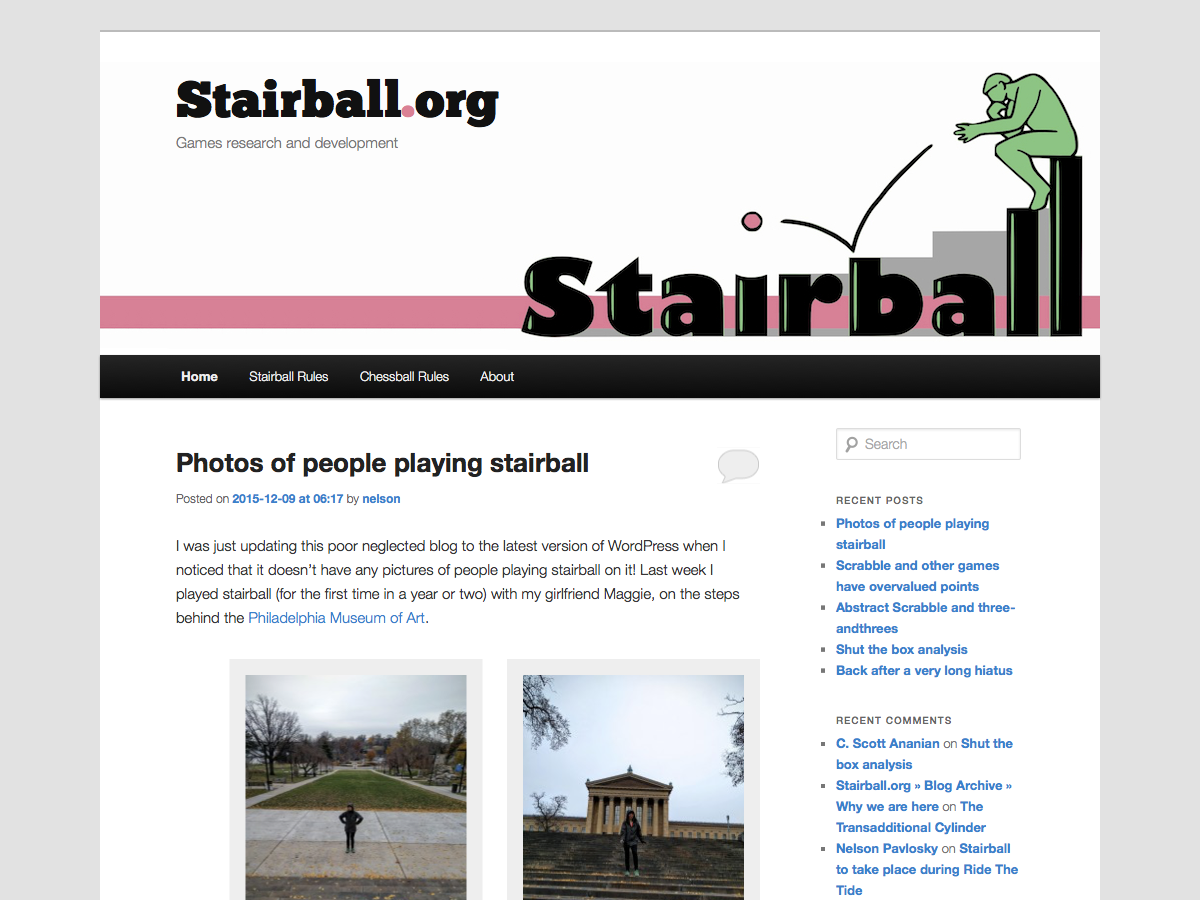 Stairball.org
Games research and development
Stairball
Home
Stairball Rules
Chessball Rules
About
Photos of people playing stairball
Posted on 2015-12-09 at 06:17 by nelson
I was just updating this poor neglected blog to the latest version of WordPress when I
noticed that it doesn’t have any pictures of people playing stairball on it! Last week I
played stairball (for the first time in a year or two) with my girlfriend Maggie, on the steps
behind the Philadelphia Museum of Art.
Search
RECENT POSTS
Photos of people playing
stairball
Scrabble and other games
have overvalued points
Abstract Scrabble and three-
andthrees
Shut the box analysis
Back after a very long hiatus
RECENT COMMENTS
C. Scott Ananian on Shut the
box analysis
Stairball.org » Blog Archive »
Why we are here on The
Transadditional Cylinder
Nelson Pavlosky on Stairball
to take place during Ride The
Tide